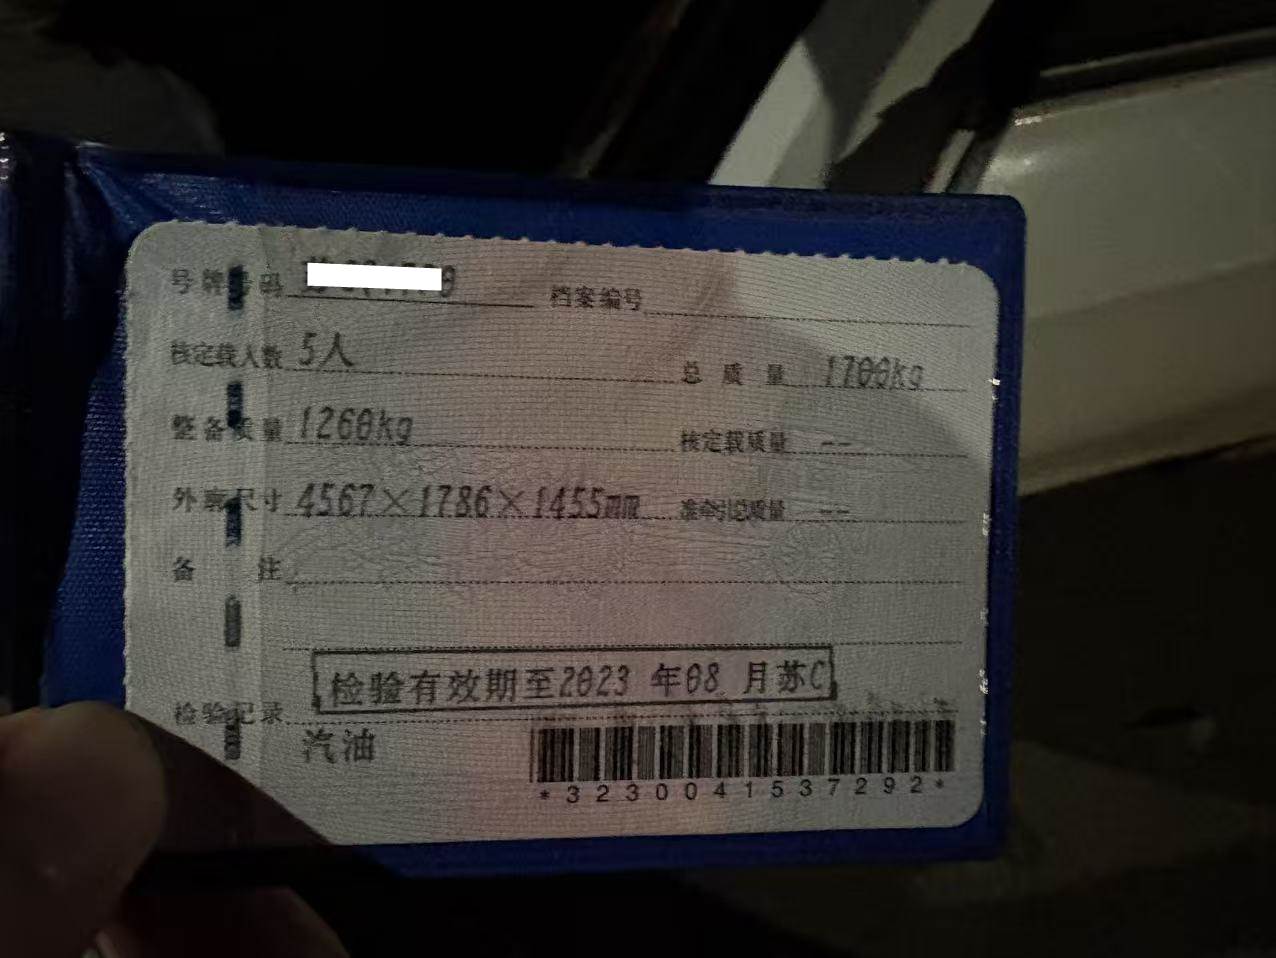 号牌号码 档案编号
核定载人数 5人 总质量 1700kg
整备质量 1260kg 核定载质量 --
外廓尺寸 4567×1786×1455mm 准牵引总质量 --
备注
检验有效期至2023年08月苏C
检验记录
汽油
*3230041537292*